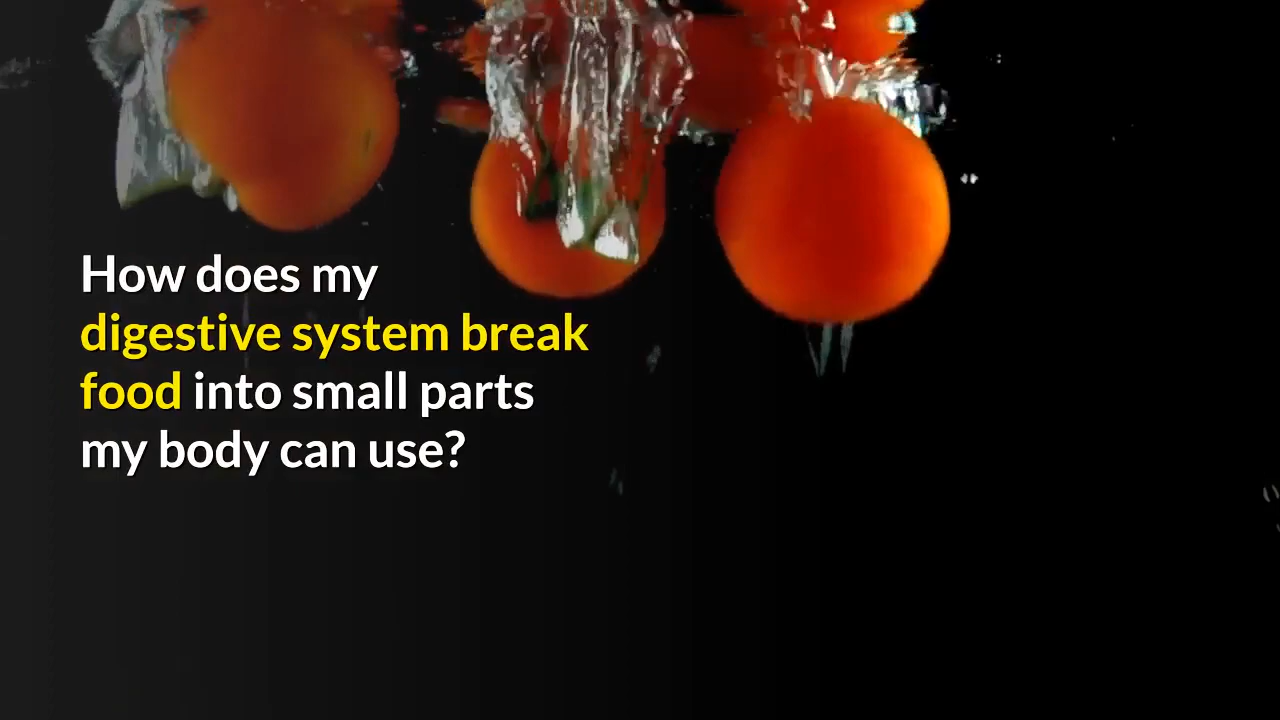 How does my
digestive system break
food into small parts
my body can use?